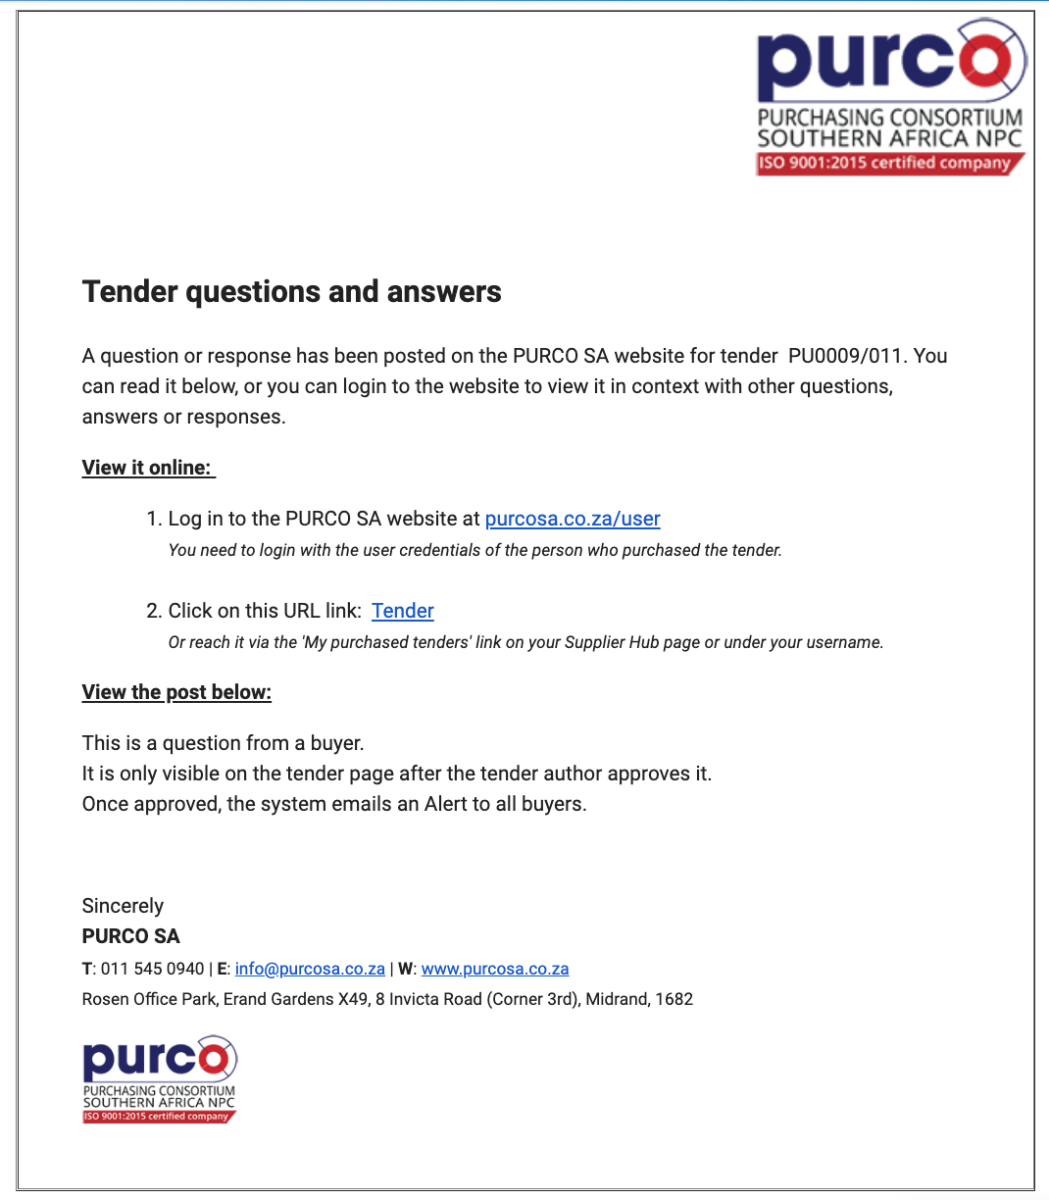 purco
PURCHASING CONSORTIUM
SOUTHERN AFRICA NPC
ISO 9001:2015 certified company
Tender questions and answers
A question or response has been posted on the PURCO SA website for tender  PU0009/011. You
can read it below, or you can login to the website to view it in context with other questions,
answers or responses.
View it online:
1. Log in to the PURCO SA website at purcosa.co.za/user
You need to login with the user credentials of the person who purchased the tender.
2. Click on this URL link:  Tender
Or reach it via the 'My purchased tenders' link on your Supplier Hub page or under your username.
View the post below:
This is a question from a buyer.
It is only visible on the tender page after the tender author approves it.
Once approved, the system emails an Alert to all buyers.
Sincerely
PURCO SA
T: 011 545 0940 | E: info@purcosa.co.za | W: www.purcosa.co.za
Rosen Office Park, Erand Gardens X49, 8 Invicta Road (Corner 3rd), Midrand, 1682
purco
PURCHASING CONSORTIUM
SOUTHERN AFRICA NPC
ISO 9001:2015 certified company